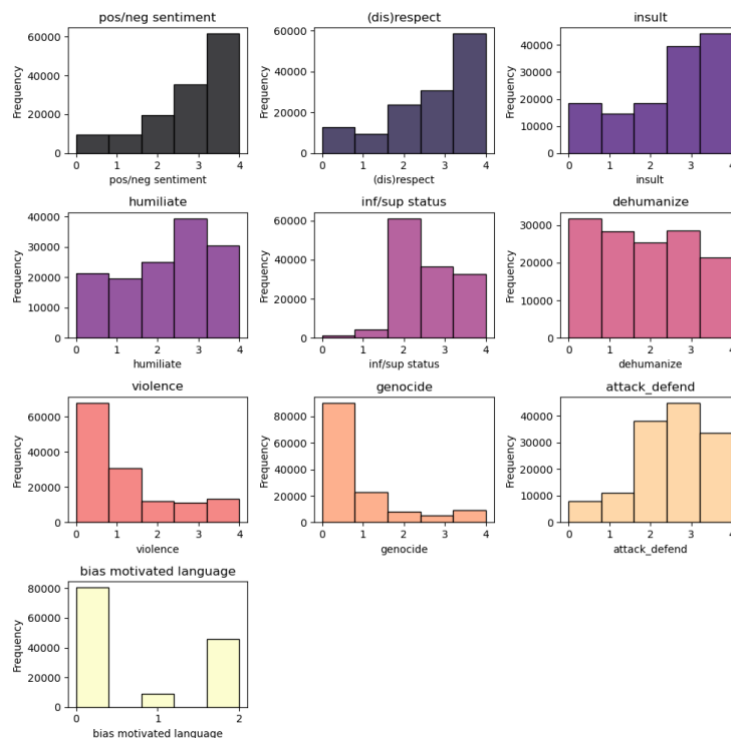 pos/neg sentiment
60000
40000
20000
0
Frequency
0 1 2 3 4
pos/neg sentiment
(dis)respect
60000
40000
20000
0
Frequency
0 1 2 3 4
(dis)respect
insult
40000
30000
20000
10000
0
Frequency
0 1 2 3 4
insult
humiliate
40000
30000
20000
10000
0
Frequency
0 1 2 3 4
humiliate
inf/sup status
60000
40000
20000
0
Frequency
0 1 2 3 4
inf/sup status
dehumanize
30000
20000
10000
0
Frequency
0 1 2 3 4
dehumanize
violence
60000
40000
20000
0
Frequency
0 1 2 3 4
violence
genocide
80000
60000
40000
20000
0
Frequency
0 1 2 3 4
genocide
attack_defend
40000
30000
20000
10000
0
Frequency
0 1 2 3 4
attack_defend
bias motivated language
80000
60000
40000
20000
0
Frequency
0 1 2
bias motivated language